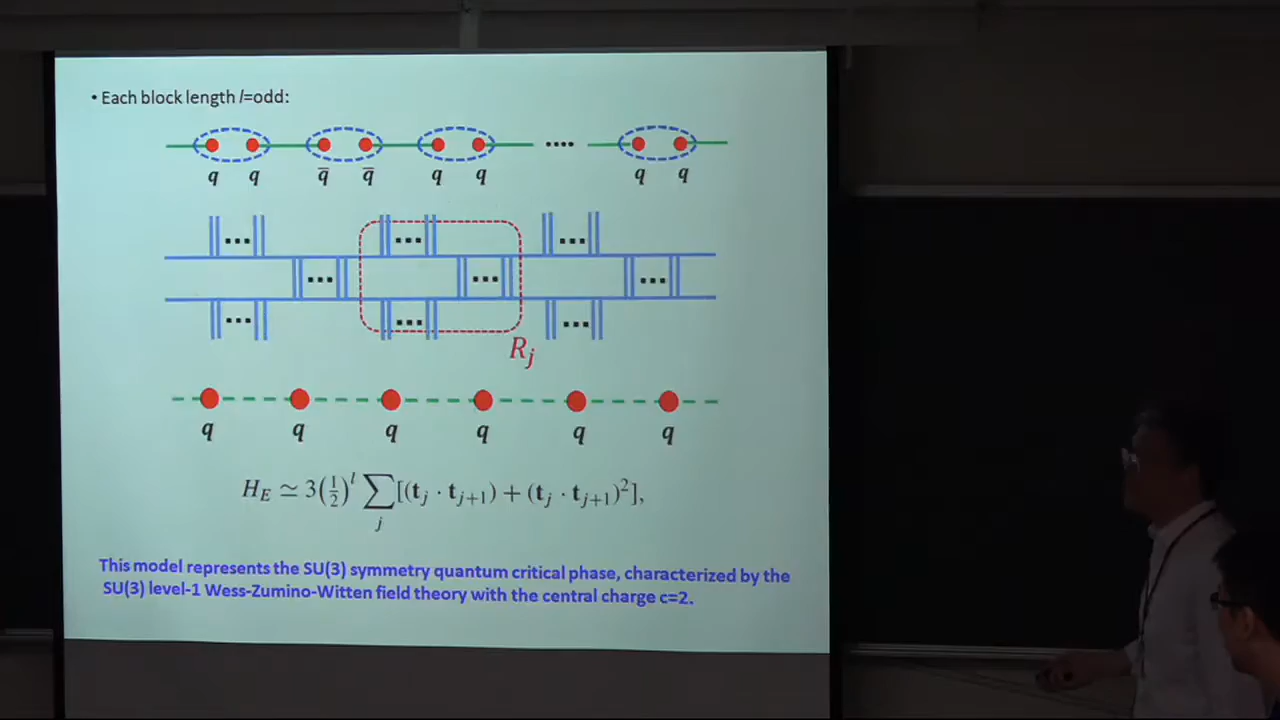 • Each block length l=odd:
....
q q q̅ q̅ q q q q
... ... ...
... ... ...
... ... ...
R_j
q q q q q q
H_E ≃ 3(1/2)^l ∑_j [(t_j · t_{j+1}) + (t_j · t_{j+1})^2],
This model represents the SU(3) symmetry quantum critical phase, characterized by the
SU(3) level-1 Wess-Zumino-Witten field theory with the central charge c=2.